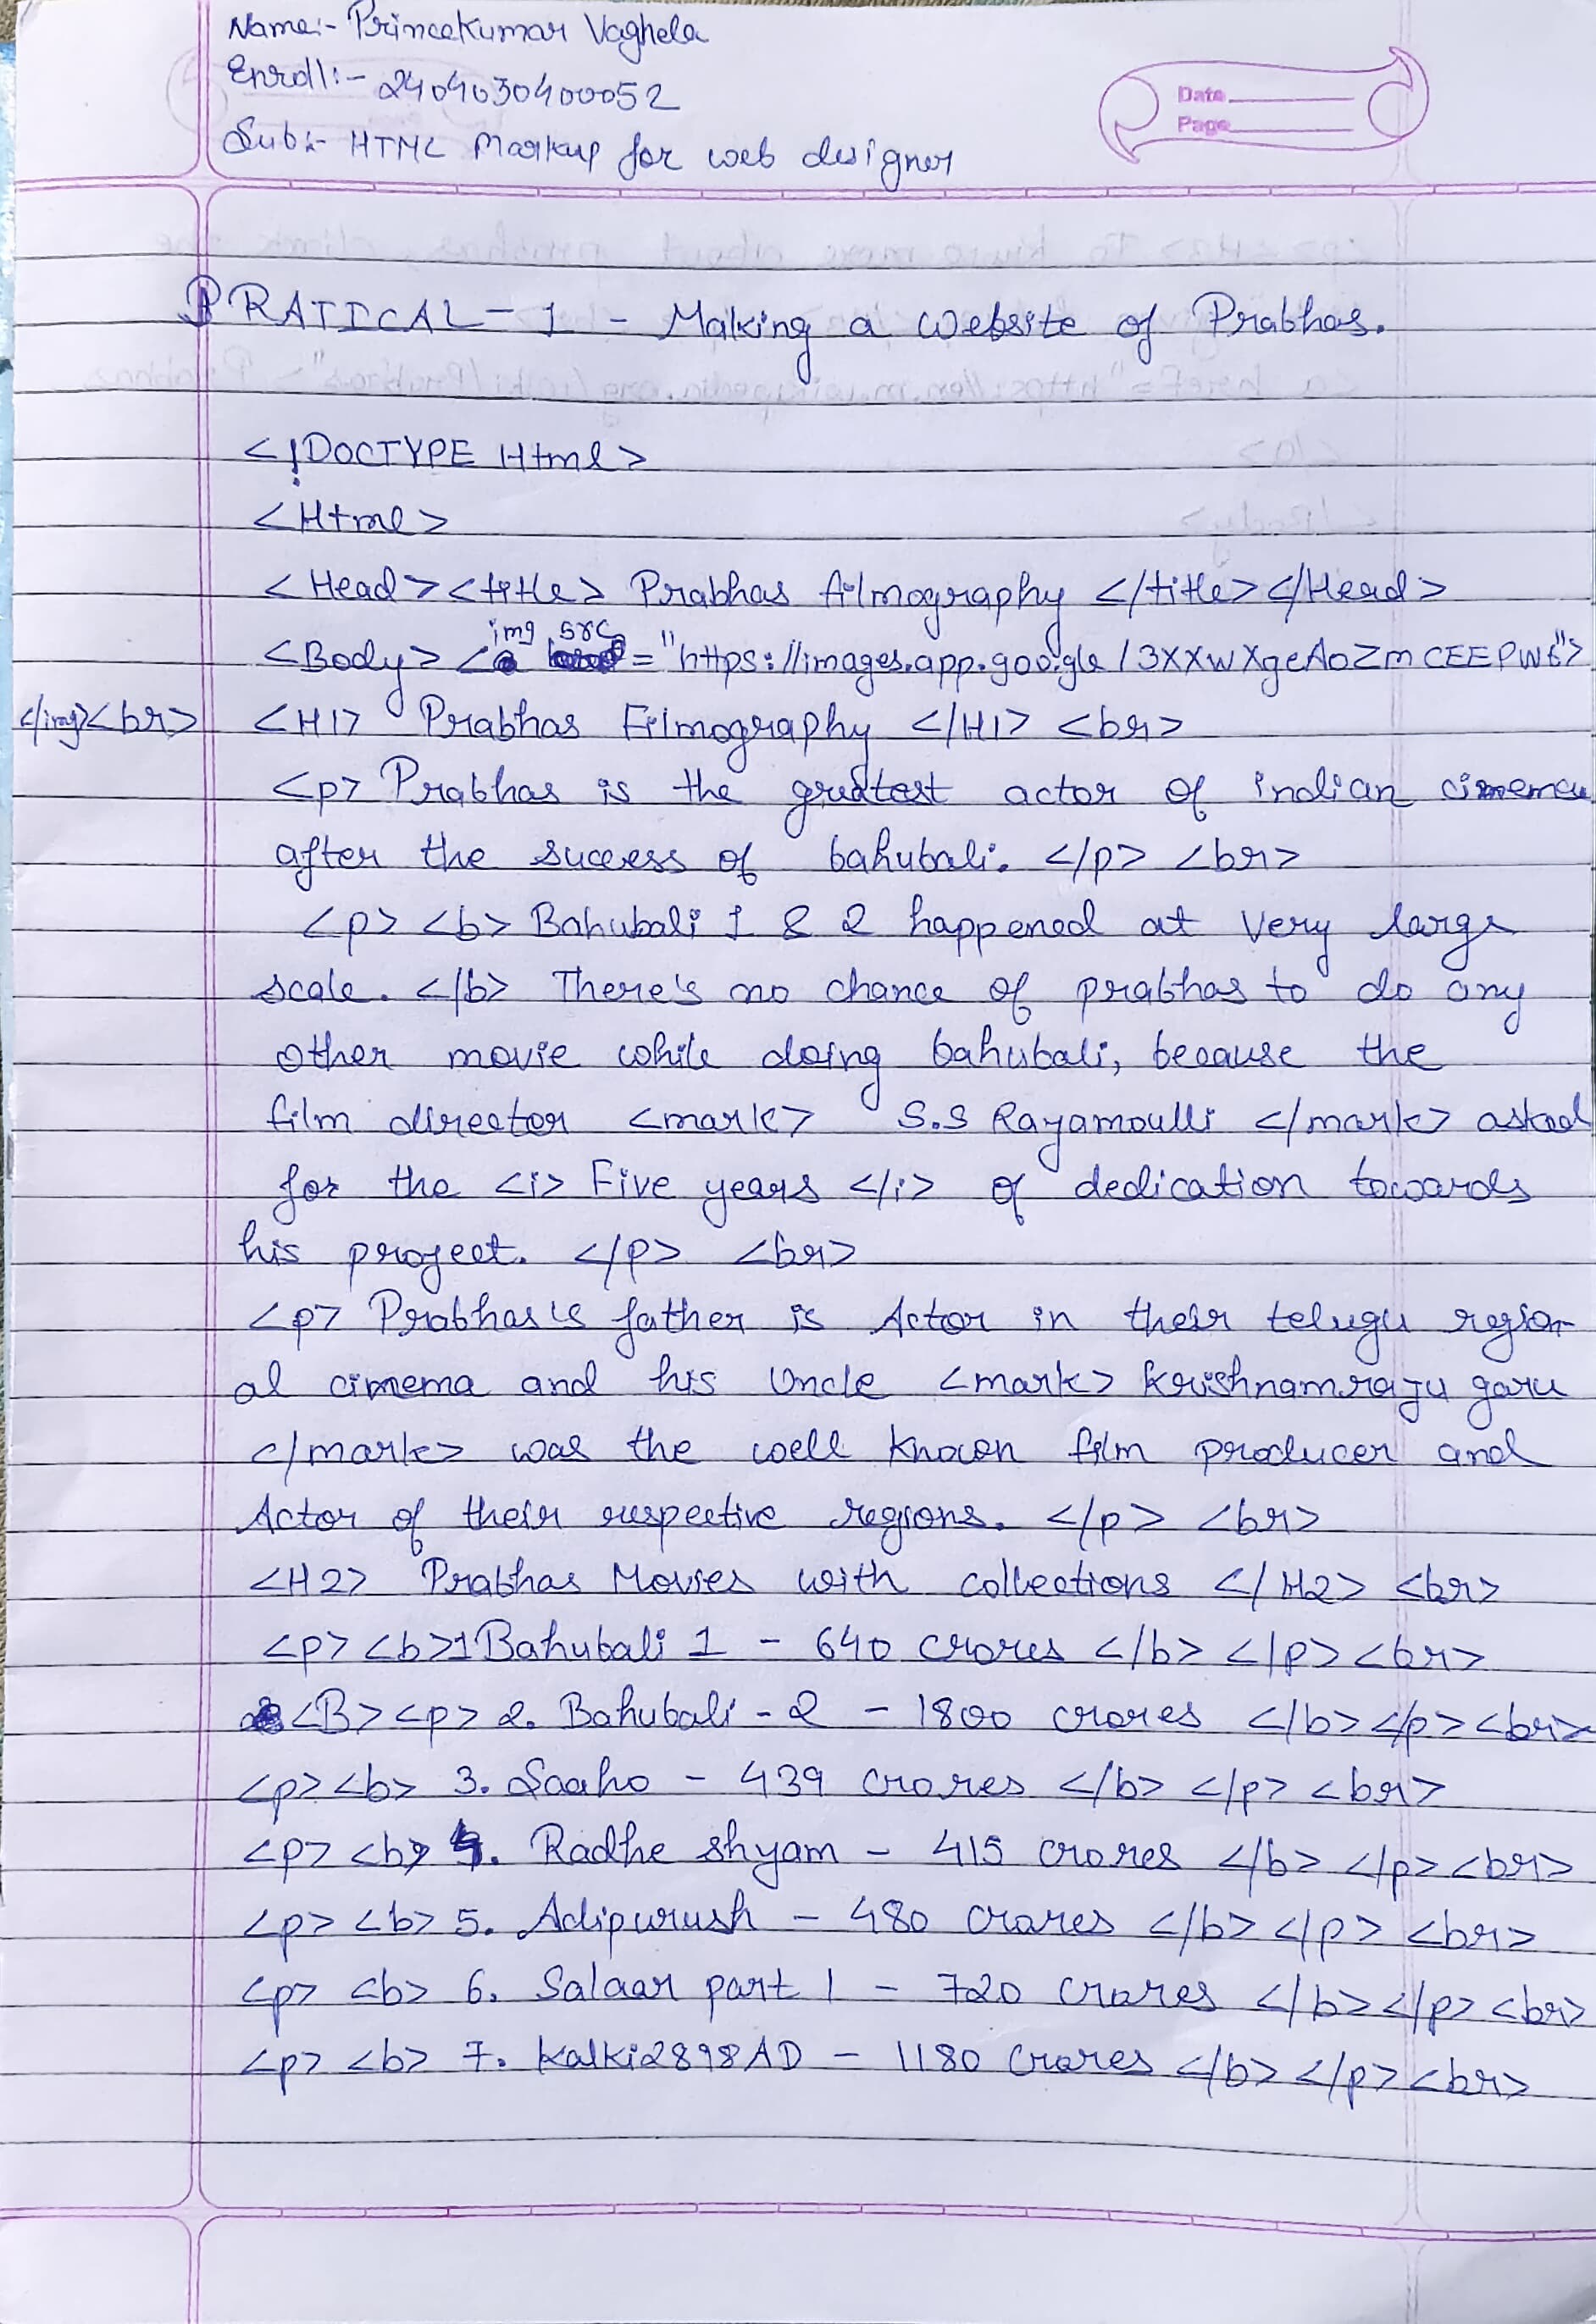 Name:- Princekumar Vaghela
Enroll:- 2404030400052
Sub:- HTML Markup for web designer
Date
Page
PRATICAL - 1 - Making a Website of Prabhas.
<!DOCTYPE Html>
<Html>
<Head><title> Prabhas filmography </title></Head>
<Body> <img src="https://images.app.goo.gle/3XXwXgeAoZmCEEPW6">
</img><br> <H1> Prabhas Filmography </H1> <br>
<p> Prabhas is the greatest actor of indian cinema
after the success of bahubali. </p> <br>
<p> <b> Bahubali 1 & 2 happened at Very large
scale. </b> There's no chance of prabhas to do any
other movie while doing bahubali, because the
film director <mark> S.S Rayamoulli </mark> asked
for the <i> Five years </i> of dedication towards
his project. </p> <br>
<p> Prabhas's father is Actor in their telugu region-
al cimema and his Uncle <mark> Krishnamraju garu
</mark> was the well known film producer and
Actor of their respective regions. </p> <br>
<H2> Prabhas Movies with collections </H2> <br>
<p> <b>1 Bahubali 1 - 640 crores </b> </p> <br>
<B> <p> 2. Bahubali - 2 - 1800 crores </b> </p> <br>
<p> <b> 3. Saaho - 439 crores </b> </p> <br>
<p> <b> 4. Radhe shyam - 415 crores </b> </p> <br>
<p> <b> 5. Adipurush - 480 crores </b> </p> <br>
<p> <b> 6. Salaar part 1 - 720 crores </b> </p> <br>
<p> <b> 7. Kalki2898AD - 1180 Crores </b> </p> <br>